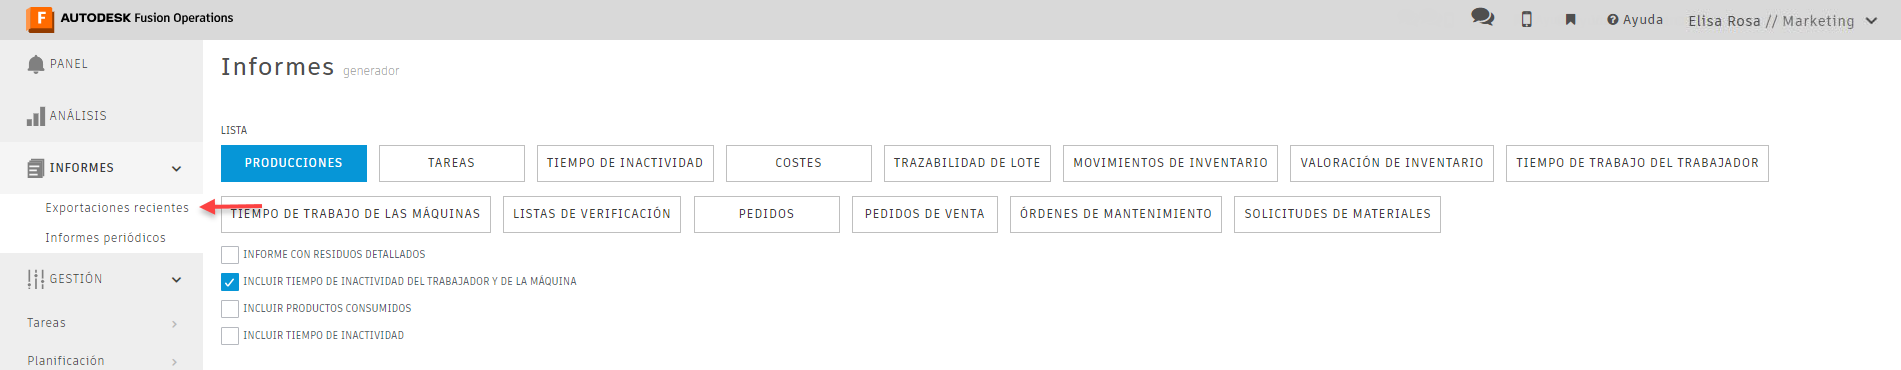 F AUTODESK Fusion Operations
Ayuda
Elisa Rosa // Marketing
PANEL
ANÁLISIS
INFORMES
Exportaciones recientes
Informes periódicos
GESTIÓN
Tareas
Planificación
Informes generador
LISTA
PRODUCCIONES
TAREAS
TIEMPO DE INACTIVIDAD
COSTES
TRAZABILIDAD DE LOTE
MOVIMIENTOS DE INVENTARIO
VALORACIÓN DE INVENTARIO
TIEMPO DE TRABAJO DEL TRABAJADOR
TIEMPO DE TRABAJO DE LAS MÁQUINAS
LISTAS DE VERIFICACIÓN
PEDIDOS
PEDIDOS DE VENTA
ÓRDENES DE MANTENIMIENTO
SOLICITUDES DE MATERIALES
INFORME CON RESIDUOS DETALLADOS
INCLUIR TIEMPO DE INACTIVIDAD DEL TRABAJADOR Y DE LA MÁQUINA
INCLUIR PRODUCTOS CONSUMIDOS
INCLUIR TIEMPO DE INACTIVIDAD